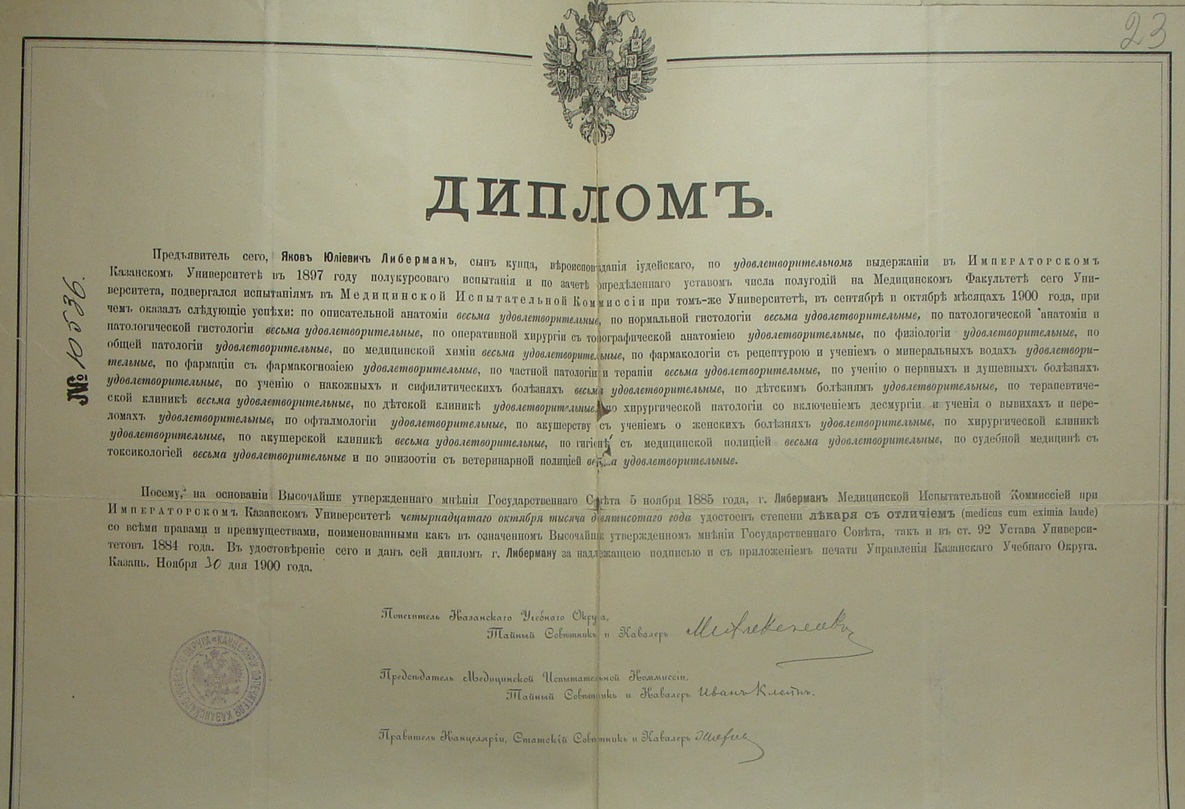 23
ДИПЛОМЪ.
№ 10536.
Предъявитель сего, Яковъ Юліевичъ Либерманъ, сынъ купца, вѣроисповѣданія іудейскаго, по удовлетворительномъ выдержаніи въ Императорскомъ
Казанскомъ Университетѣ въ 1897 году полукурсоваго испытанія и по зачетѣ опредѣленнаго уставомъ числа полугодій на Медицинскомъ Факультетѣ сего Уни-
верситета, подвергался испытаніямъ въ Медицинской Испытательной Коммиссіи при томъ-же Университетѣ, въ сентябрѣ и октябрѣ мѣсяцахъ 1900 года, при
чемъ оказалъ слѣдующіе успѣхи: по описательной анатоміи весьма удовлетворительные, по нормальной гистологіи весьма удовлетворительные, по патологической анатоміи и
патологической гистологіи весьма удовлетворительные, по оперативной хирургіи съ топографической анатоміею удовлетворительные, по физіологіи удовлетворительные, по
общей патологіи удовлетворительные, по медицинской химіи весьма удовлетворительные, по фармакологіи съ рецептурою и ученіемъ о минеральныхъ водахъ удовлетвори-
тельные, по фармаціи съ фармакогнозіею удовлетворительные, по частной патологіи и терапіи весьма удовлетворительные, по ученію о нервныхъ и душевныхъ болѣзняхъ
удовлетворительные, по ученію о накожныхъ и сифилитическихъ болѣзняхъ весьма удовлетворительные, по дѣтскимъ болѣзнямъ удовлетворительные, по терапевтиче-
ской клиникѣ весьма удовлетворительные, по дѣтской клиникѣ удовлетворительные, по хирургической патологіи со включеніемъ десмургіи и ученія о вывихахъ и пере-
ломахъ удовлетворительные, по офталмологіи удовлетворительные, по акушерству съ ученіемъ о женскихъ болѣзняхъ удовлетворительные, по хирургической клиникѣ
удовлетворительные, по акушерской клиникѣ весьма удовлетворительные, по гигіенѣ съ медицинской полиціей весьма удовлетворительные, по судебной медицинѣ съ
токсикологіей весьма удовлетворительные и по эпизоотіи съ ветеринарной полиціей весьма удовлетворительные.
Посему, на основаніи Высочайше утвержденнаго мнѣнія Государственнаго Совѣта 5 ноября 1885 года, г. Либерманъ Медицинской Испытательной Коммиссіей при
Императорскомъ Казанскомъ Университетѣ четырнадцатаго октября тысяча девятисотаго года удостоенъ степени лѣкаря съ отличіемъ (medicus cum eximia laude)
со всѣми правами и преимуществами, поименованными какъ въ означенномъ Высочайше утвержденномъ мнѣніи Государственнаго Совѣта, такъ и въ ст. 92 Устава Универси-
тетовъ 1884 года. Въ удостовѣреніе сего и данъ сей дипломъ г. Либерману за надлежащею подписью и съ приложеніемъ печати Управленія Казанскаго Учебнаго Округа.
Казань. Ноября 30 дня 1900 года.
Попечитель Казанскаго Учебнаго Округа,
Тайный Совѣтникъ и Кавалеръ
Предсѣдатель Медицинской Испытательной Коммиссіи,
Тайный Совѣтникъ и Кавалеръ Иванъ
Правитель Канцеляріи, Статскій Совѣтникъ и Кавалеръ